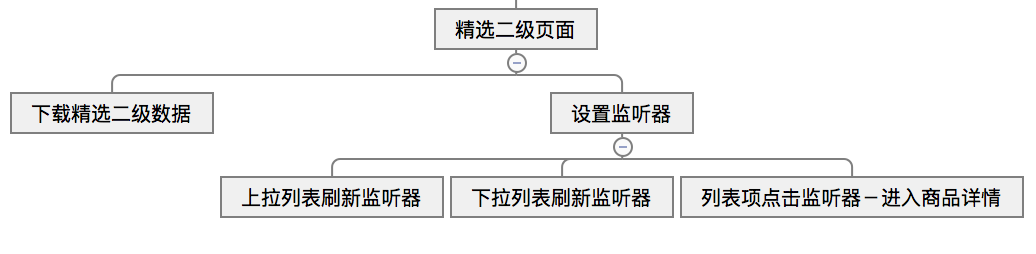 精选二级页面
下载精选二级数据
设置监听器
上拉列表刷新监听器
下拉列表刷新监听器
列表项点击监听器－进入商品详情